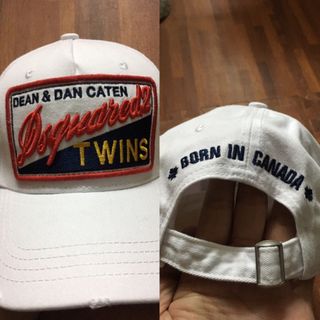 DEAN & DAN CATEN
Dsquared2
TWINS
BORN IN CANADA